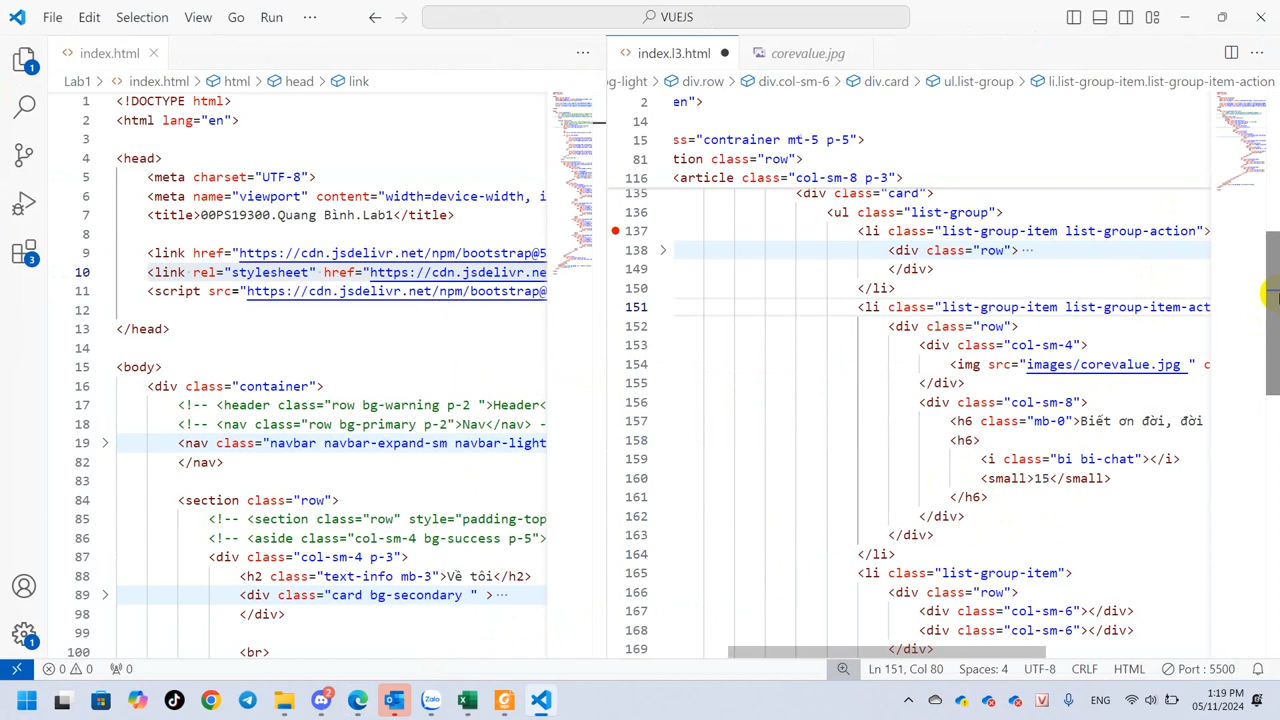 File Edit Selection View Go Run ··· VUEJS
index.html
Lab1 > index.html > html > head > link
1 <!DOCTYPE html>
2 <html lang="en">
3
4 <head>
5 <meta charset="UTF-8">
6 <meta name="viewport" content="width=device-width, i
7 <title>00PS19300.Quang Binh.Lab1</title>
8
9 <link href="https://cdn.jsdelivr.net/npm/bootstrap@5
10 <link rel="stylesheet" href="https://cdn.jsdelivr.ne
11 <script src="https://cdn.jsdelivr.net/npm/bootstrap@
12
13 </head>
14
15 <body>
16 <div class="container">
17 <!-- <header class="row bg-warning p-2 ">Header<
18 <!-- <nav class="row bg-primary p-2">Nav</nav> -
19 <nav class="navbar navbar-expand-sm navbar-light
82 </nav>
83
84 <section class="row">
85 <!-- <section class="row" style="padding-top
86 <!-- <aside class="col-sm-4 bg-success p-5">
87 <div class="col-sm-4 p-3">
88 <h2 class="text-info mb-3">Về tôi</h2>
89 <div class="card bg-secondary " >···
98 </div>
99
100 <br>
index.l3.html corevalue.jpg
og-light > div.row > div.col-sm-6 > div.card > ul.list-group > li.list-group-item.list-group-item-action
2 en">
14
15 ss="contrainer mt-5 p-5">
81 tion class="row">
116 <article class="col-sm-8 p-3">
135 <div class="card">
136 <ul class="list-group">
137 <li class="list-group-item list-group-action">
138 <div class="row">···
149 </div>
150 </li>
151 <li class="list-group-item list-group-item-act
152 <div class="row">
153 <div class="col-sm-4">
154 <img src="images/corevalue.jpg " c
155 </div>
156 <div class="col-sm-8">
157 <h6 class="mb-0">Biết ơn đời, đời
158 <h6>
159 <i class="bi bi-chat"></i>
160 <small>15</small>
161 </h6>
162 </div>
163 </div>
164 </li>
165 <li class="list-group-item">
166 <div class="row">
167 <div class="col-sm-6"></div>
168 <div class="col-sm-6"></div>
169 </div>
1
3
1
0 0 0 Ln 151, Col 80 Spaces: 4 UTF-8 CRLF HTML Port : 5500
2 ENG 1:19 PM
05/11/2024